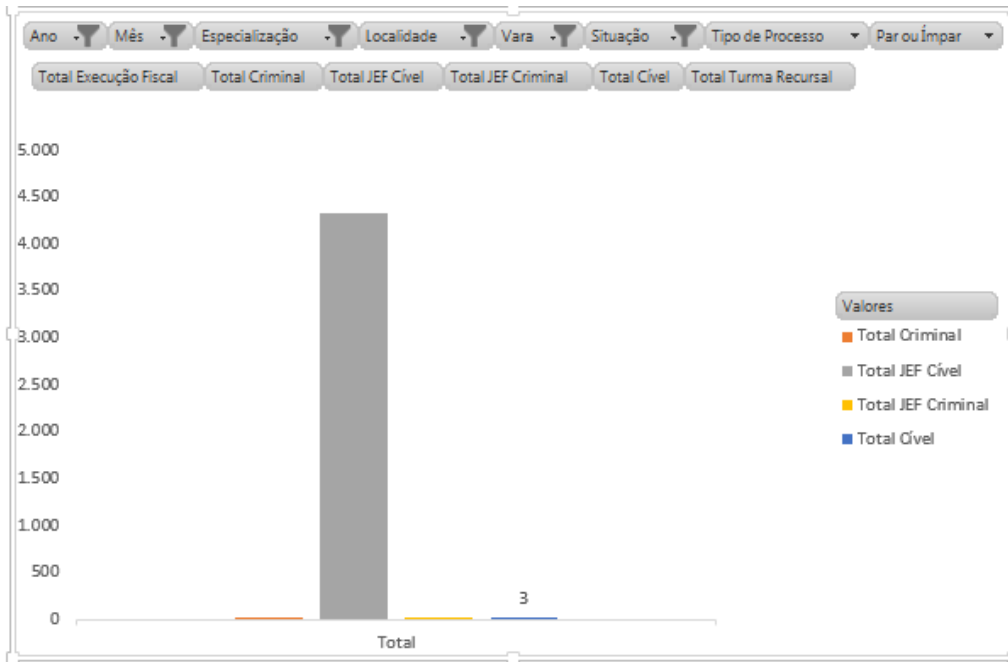 Ano Mês Especialização Localidade Vara Situação Tipo de Processo Par ou Ímpar
Total Execução Fiscal Total Criminal Total JEF Cível Total JEF Criminal Total Cível Total Turma Recursal
5.000
4.500
4.000
3.500
3.000
2.500
2.000
1.500
1.000
500
0
3
Total
Valores
Total Criminal
Total JEF Cível
Total JEF Criminal
Total Cível